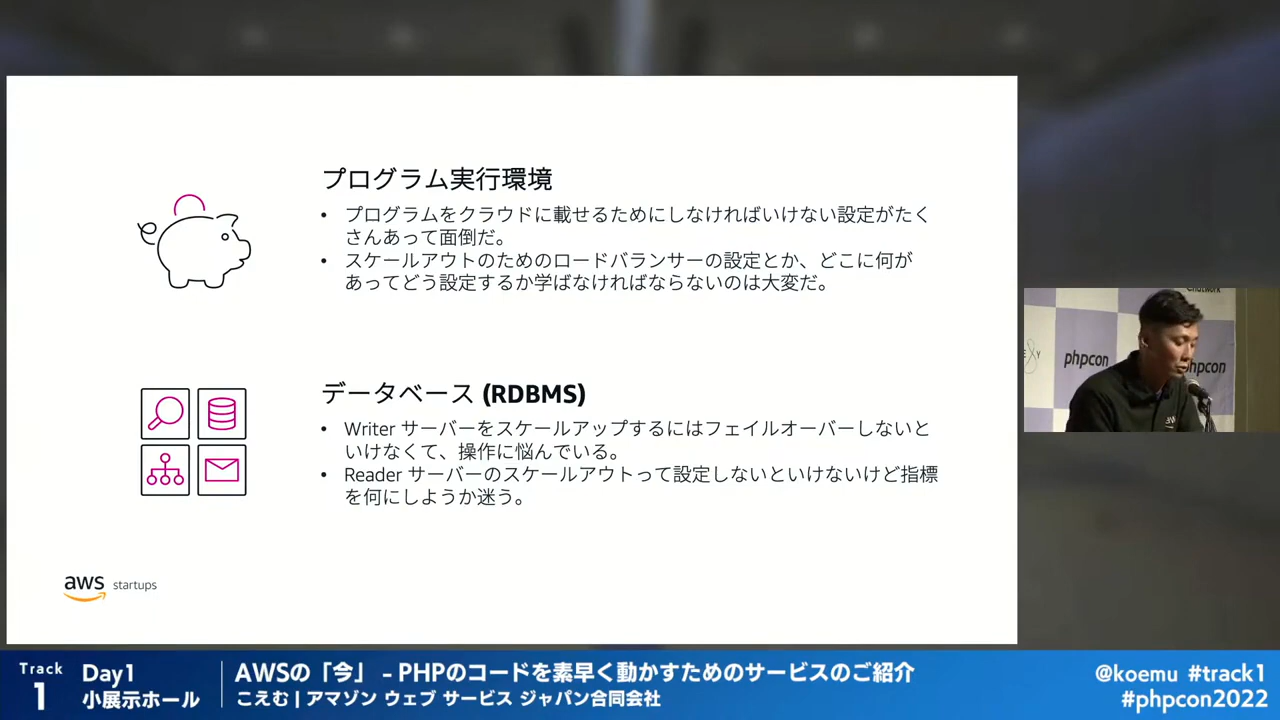 プログラム実行環境
• プログラムをクラウドに載せるためにしなければいけない設定がたく
さんあって面倒だ。
• スケールアウトのためのロードバランサーの設定とか、どこに何が
あってどう設定するか学ばなければならないのは大変だ。
データベース (RDBMS)
• Writer サーバーをスケールアップするにはフェイルオーバーしないと
いけなくて、操作に悩んでいる。
• Reader サーバーのスケールアウトって設定しないといけないけど指標
を何にしようか迷う。
aws startups
phpcon
phpcon
Track
1
Day1
小展示ホール
AWSの「今」 – PHPのコードを素早く動かすためのサービスのご紹介
こえむ | アマゾン ウェブ サービス ジャパン合同会社
@koemu #track1
#phpcon2022